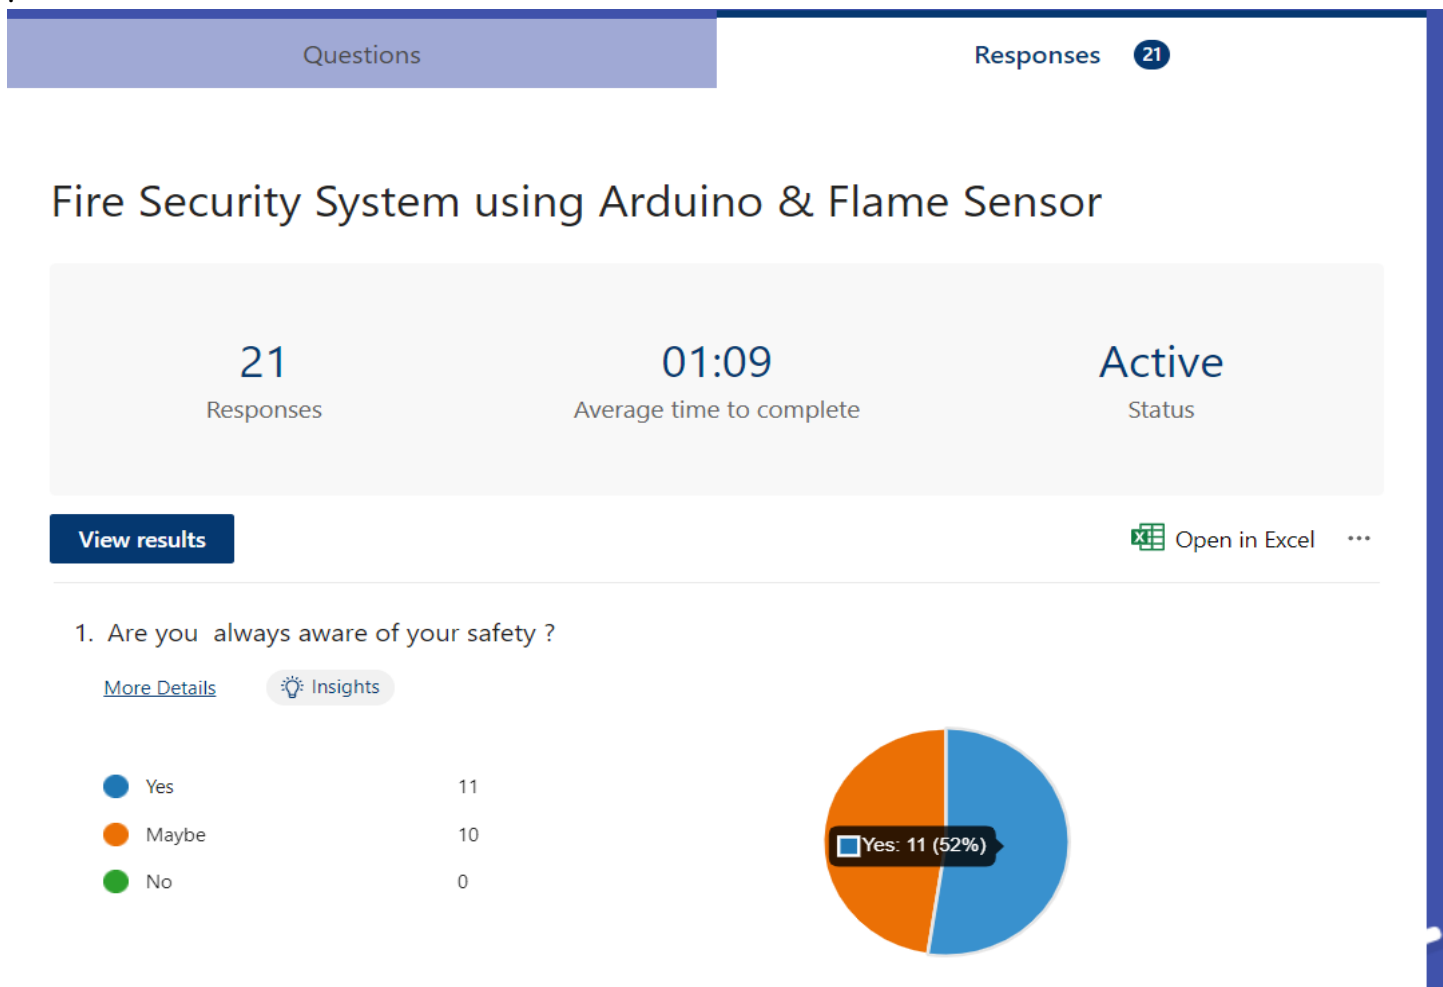 Questions
Responses 21
Fire Security System using Arduino & Flame Sensor
21
Responses
01:09
Average time to complete
Active
Status
View results
Open in Excel ...
1. Are you always aware of your safety ?
More Details
Insights
Yes 11
Maybe 10
No 0
Yes: 11 (52%)